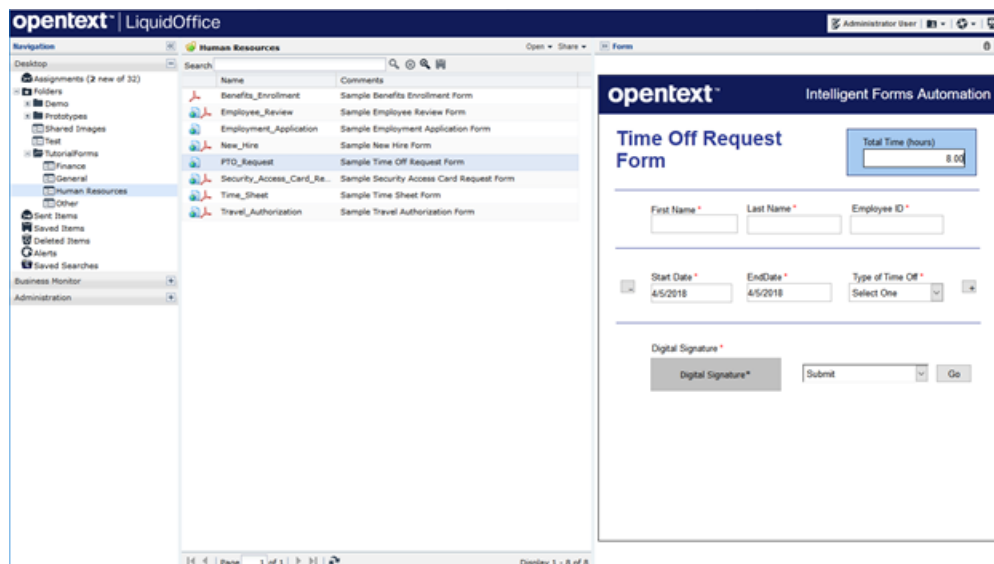 opentext™ | LiquidOffice
Administrator User
Navigation
Desktop
Assignments (2 new of 32)
Folders
Demo
Prototypes
Shared Images
Test
TutorialForms
Finance
General
Human Resources
Other
Sent Items
Saved Items
Deleted Items
Alerts
Saved Searches
Business Monitor
Administration
Human Resources
Open Share
Search
Name Comments
Benefits_Enrollment Sample Benefits Enrollment Form
Employee_Review Sample Employee Review Form
Employment_Application Sample Employment Application Form
New_Hire Sample New Hire Form
PTO_Request Sample Time Off Request Form
Security_Access_Card_Re... Sample Security Access Card Request Form
Time_Sheet Sample Time Sheet Form
Travel_Authorization Sample Travel Authorization Form
Page 1 of 1
Display 1 - 8 of 8
Form
opentext™ Intelligent Forms Automation
Time Off Request
Form
Total Time (hours)
8.00
First Name * Last Name * Employee ID *
Start Date * EndDate * Type of Time Off *
- 4/5/2018 4/5/2018 Select One +
Digital Signature *
Digital Signature* Submit Go